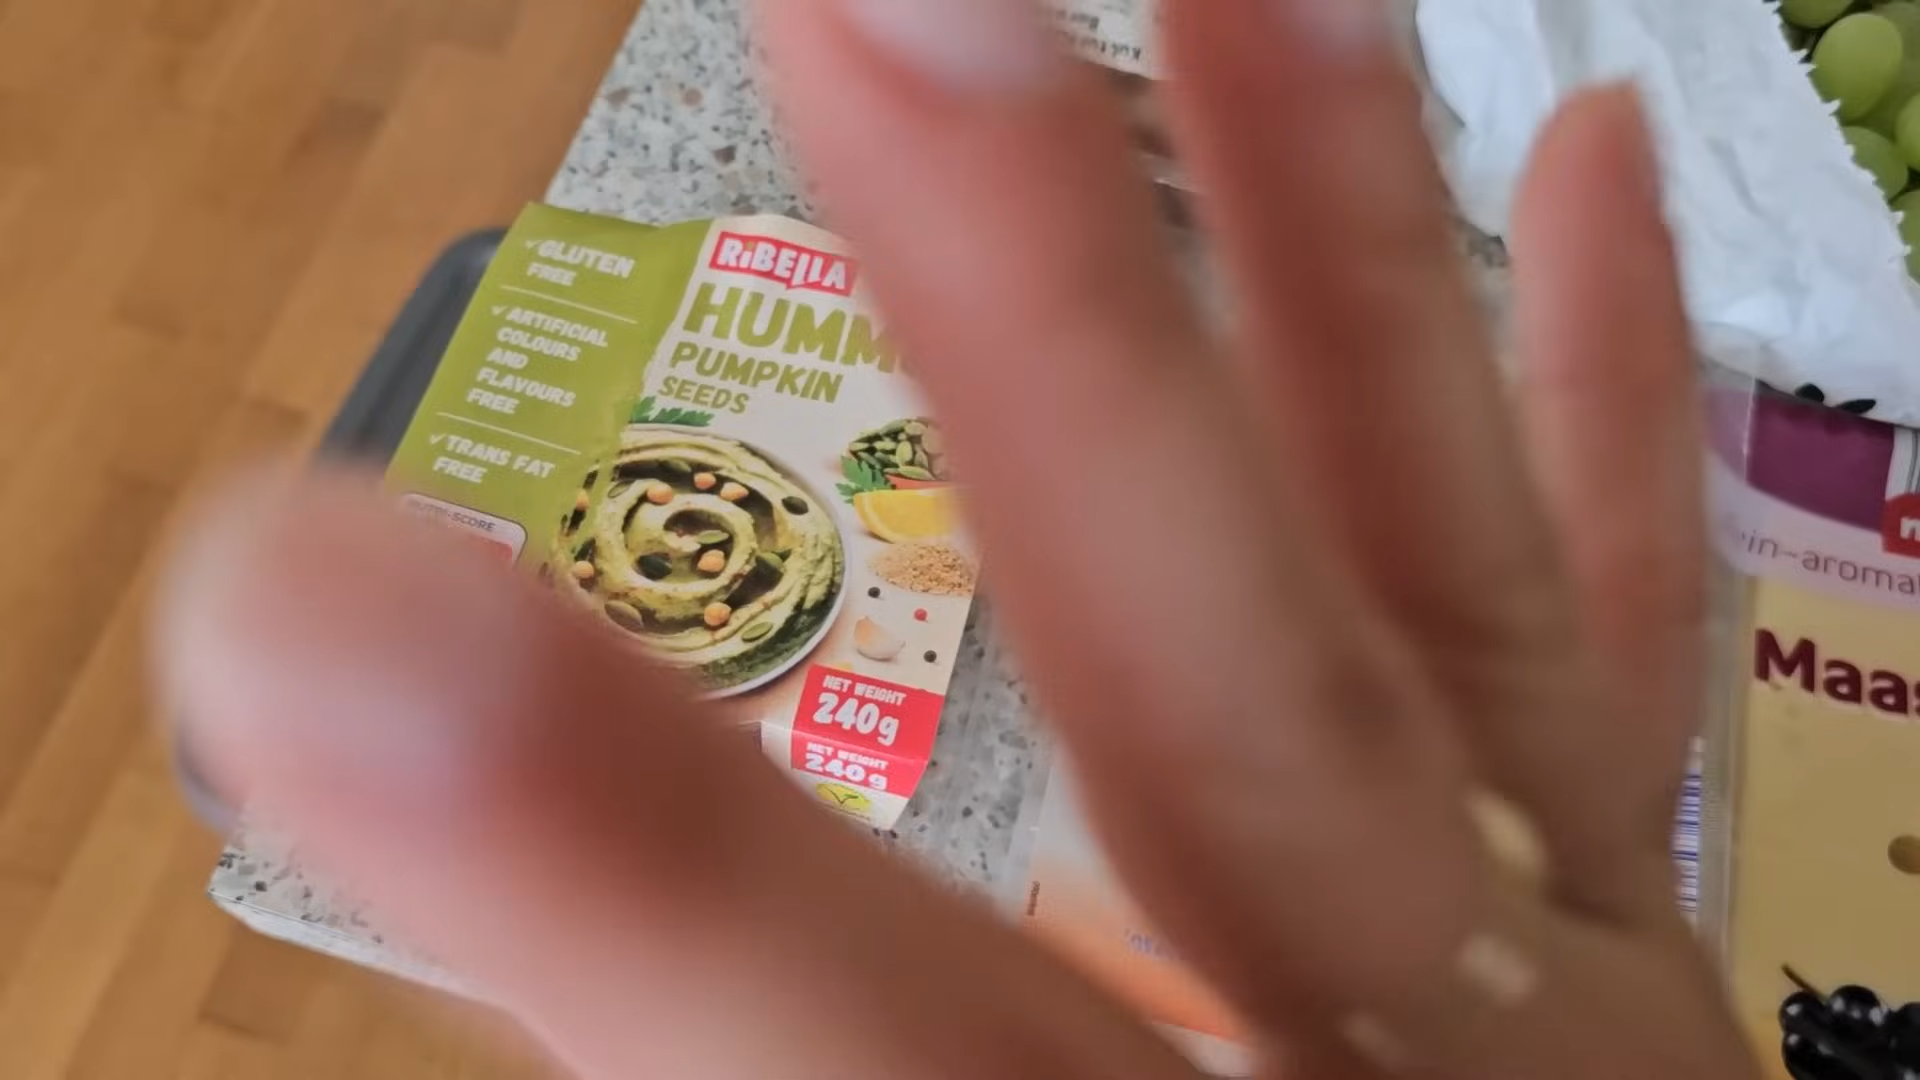 GLUTEN
FREE
ARTIFICIAL
COLOURS
AND
FLAVOURS
FREE
TRANS FAT
FREE
RiBELLA
HUMM
PUMPKIN
SEEDS
NET WEIGHT
240g
NET WEIGHT
240g
in-aroma
Maas